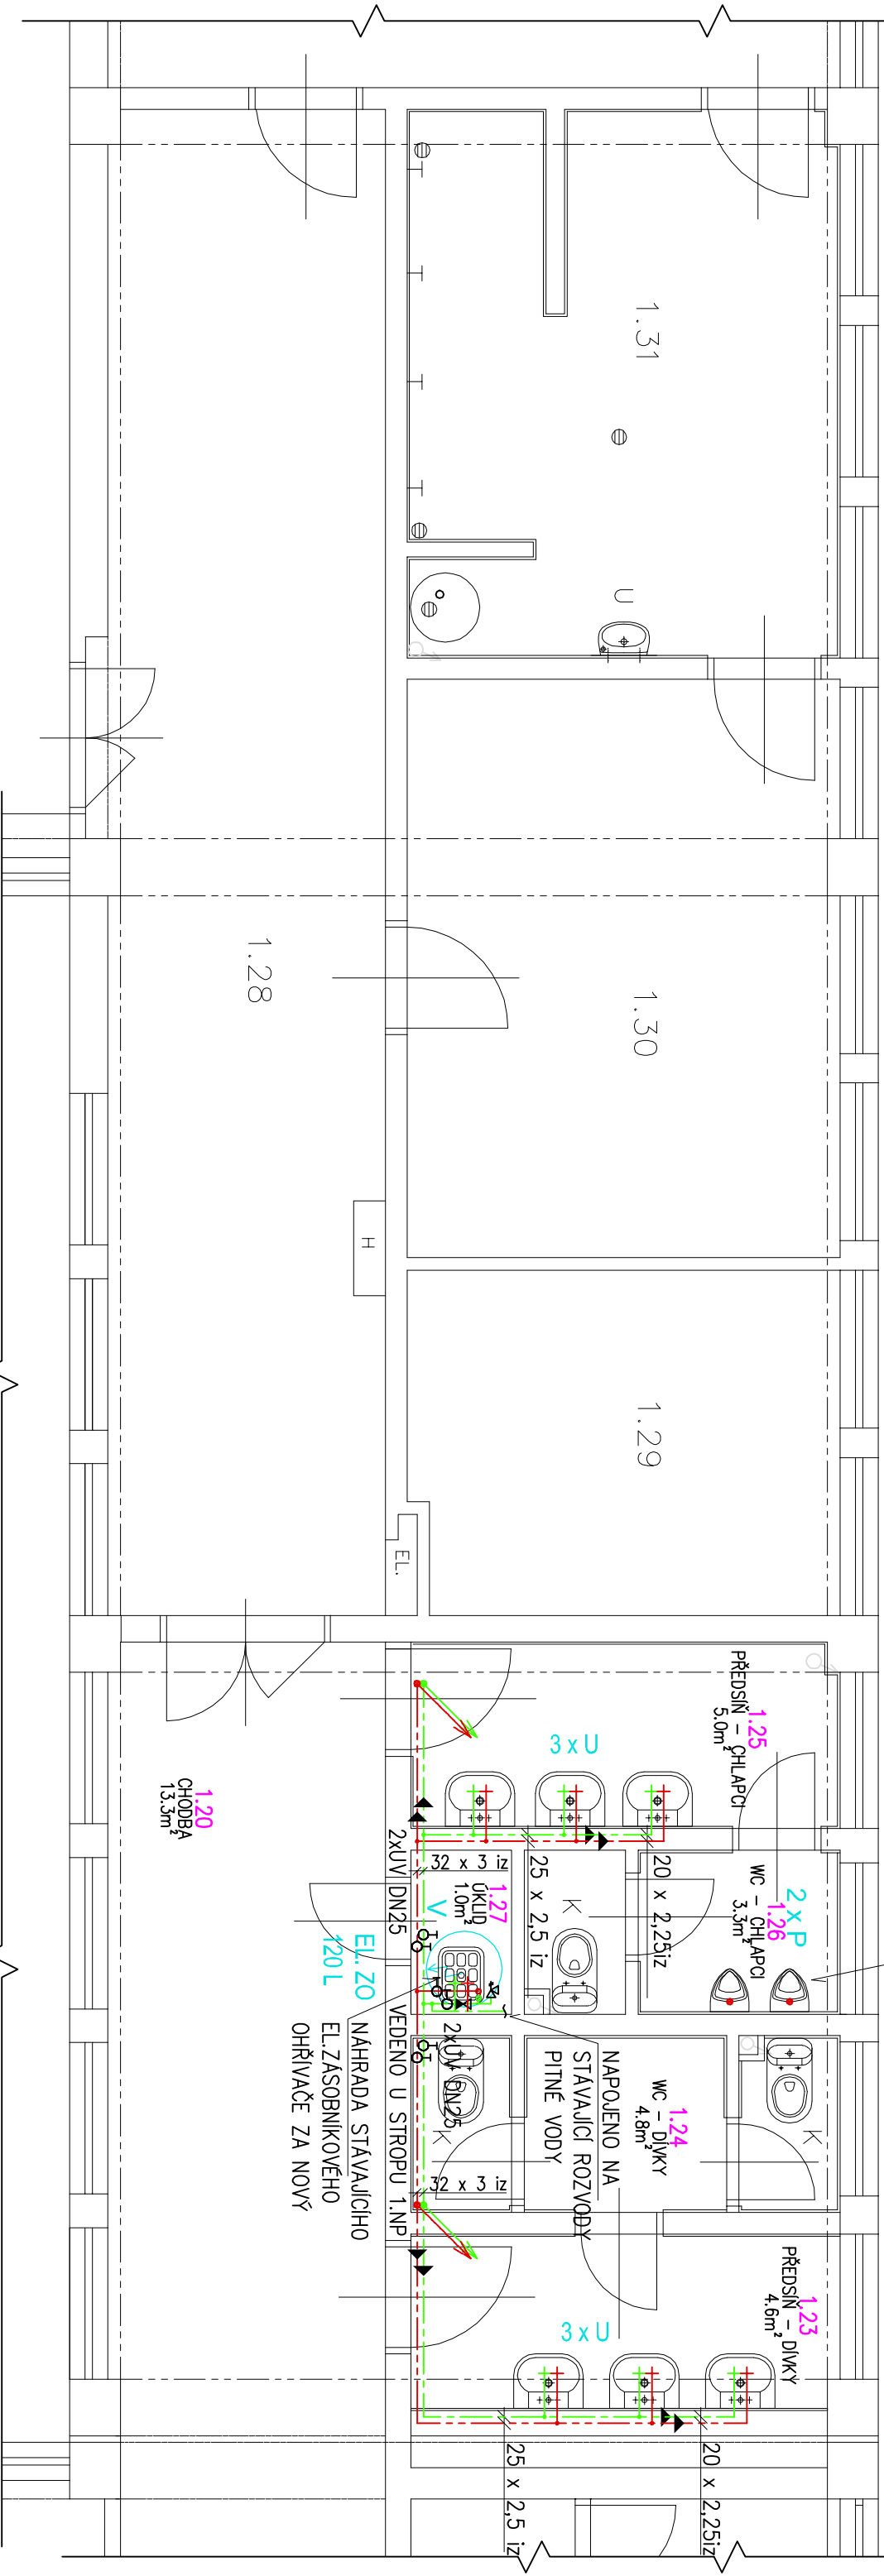 1.31
U
1.30
1.28
H
1.29
EL.
1.25
PŘEDSÍŇ - CHLAPCI
5.0m²
3 x U
1.20
CHODBA
13.3m²
2xUV DN25
32 x 3 iz
1.27
ÚKLID
1.0m²
V
EL. ZO
120 L
25 x 2,5 iz
K
20 x 2,25iz
2 x P
1.26
WC - CHLAPCI
3.3m²
NÁHRADA STÁVAJÍCÍHO
EL.ZÁSOBNÍKOVÉHO
OHŘÍVAČE ZA NOVÝ
VEDENO U STROPU 1.NP
2xUV DN25
K
32 x 3 iz
NAPOJENO NA
STÁVAJÍCÍ ROZVODY
PITNÉ VODY
1.24
WC - DÍVKY
4.8m²
K
1.23
PŘEDSÍŇ - DÍVKY
4.6m²
3 x U
25 x 2,5 iz
20 x 2,25iz